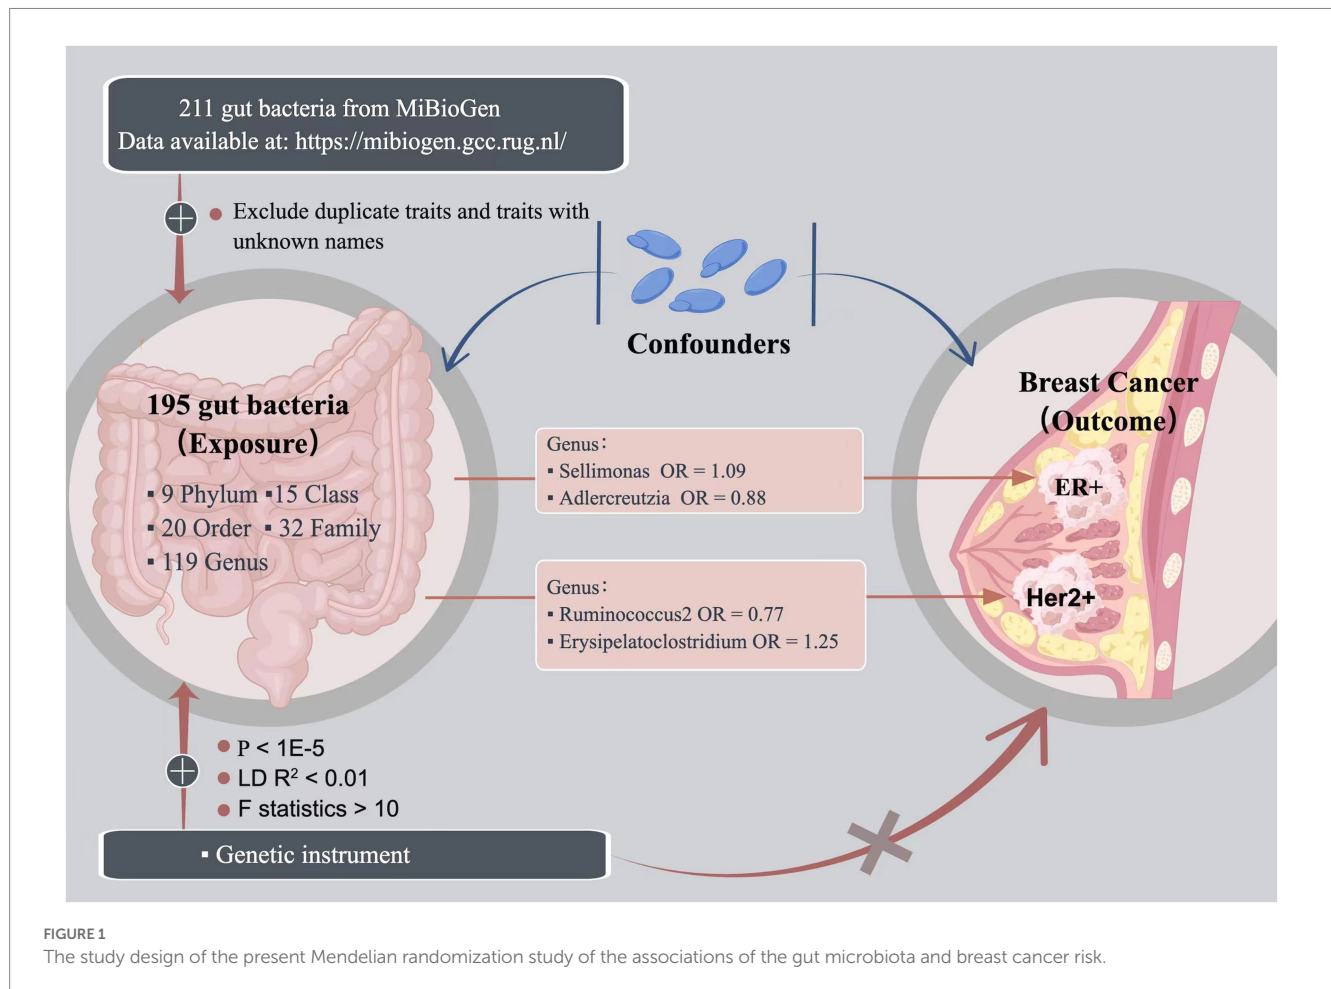 211 gut bacteria from MiBioGen
Data available at: https://mibiogen.gcc.rug.nl/
Exclude duplicate traits and traits with
unknown names
Confounders
195 gut bacteria
(Exposure)
▪ 9 Phylum ▪15 Class
▪ 20 Order ▪ 32 Family
▪ 119 Genus
Genus:
▪ Sellimonas OR = 1.09
▪ Adlercreutzia OR = 0.88
Genus:
▪ Ruminococcus2 OR = 0.77
▪ Erysipelatoclostridium OR = 1.25
Breast Cancer
(Outcome)
ER+
Her2+
P < 1E-5
LD R² < 0.01
F statistics > 10
▪ Genetic instrument
FIGURE 1
The study design of the present Mendelian randomization study of the associations of the gut microbiota and breast cancer risk.